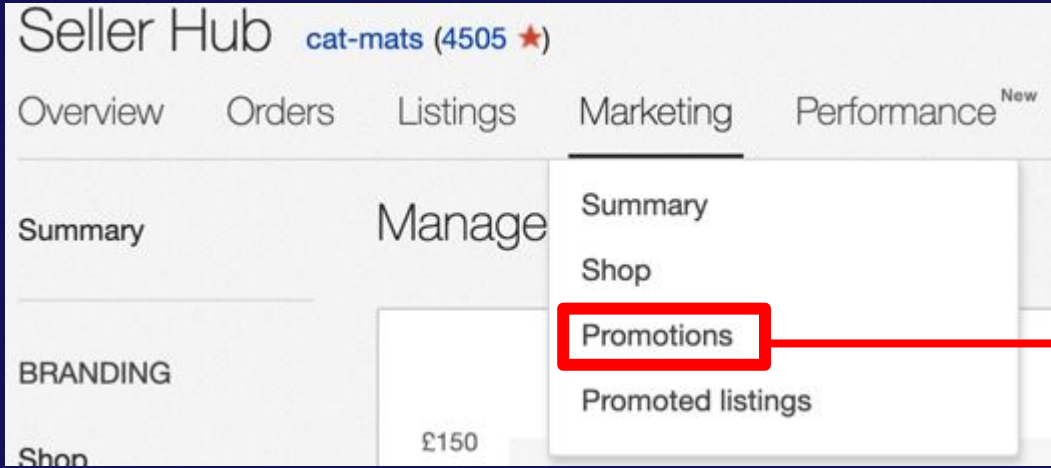 Seller Hub cat-mats (4505 ★)
Overview Orders Listings Marketing Performance New
Summary
Manage
Summary
Shop
Promotions
Promoted listings
BRANDING
Shop
£150